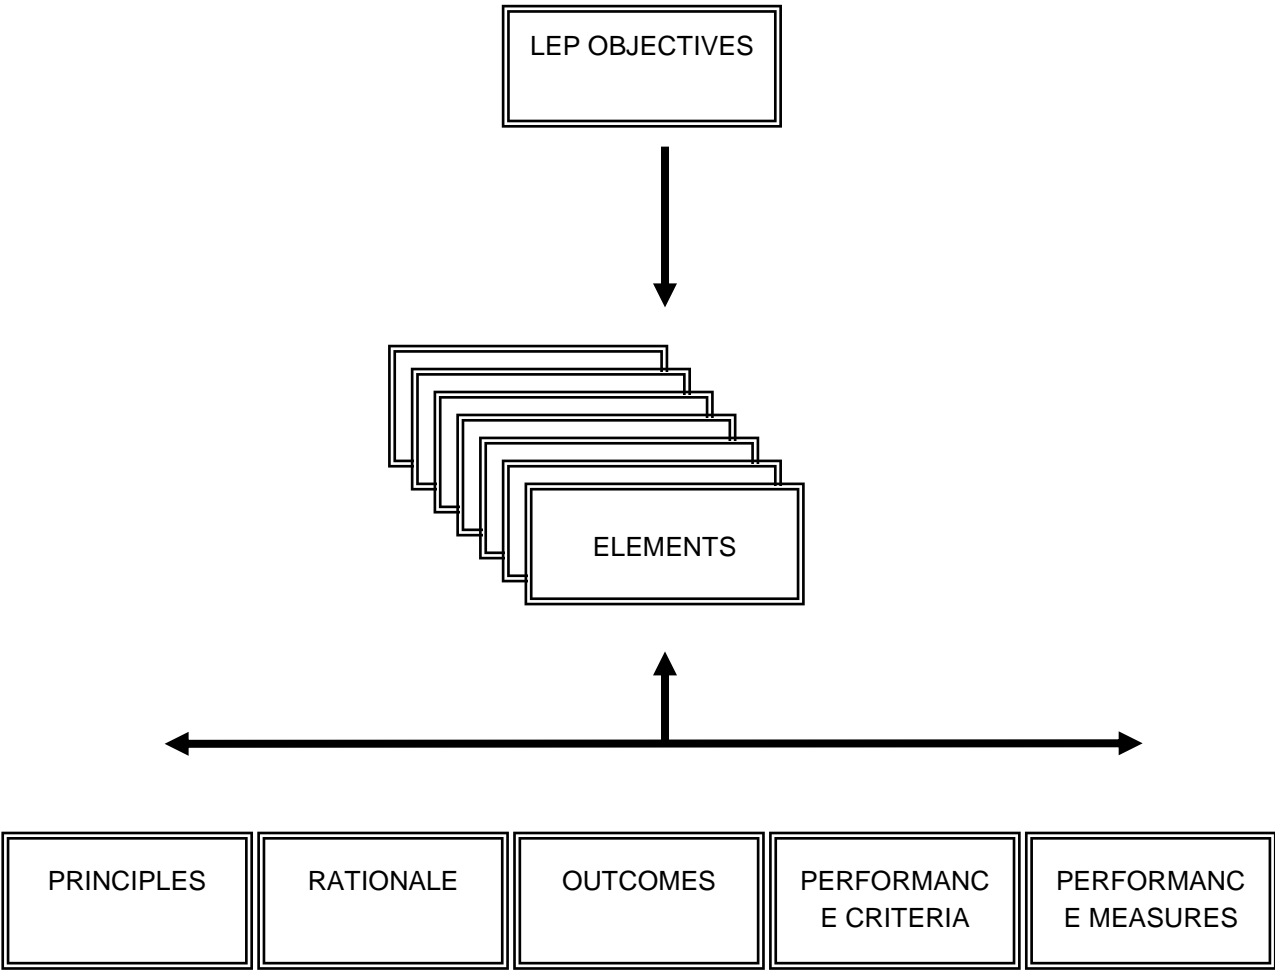 LEP OBJECTIVES
ELEMENTS
PRINCIPLES
RATIONALE
OUTCOMES
PERFORMANC
E CRITERIA
PERFORMANC
E MEASURES